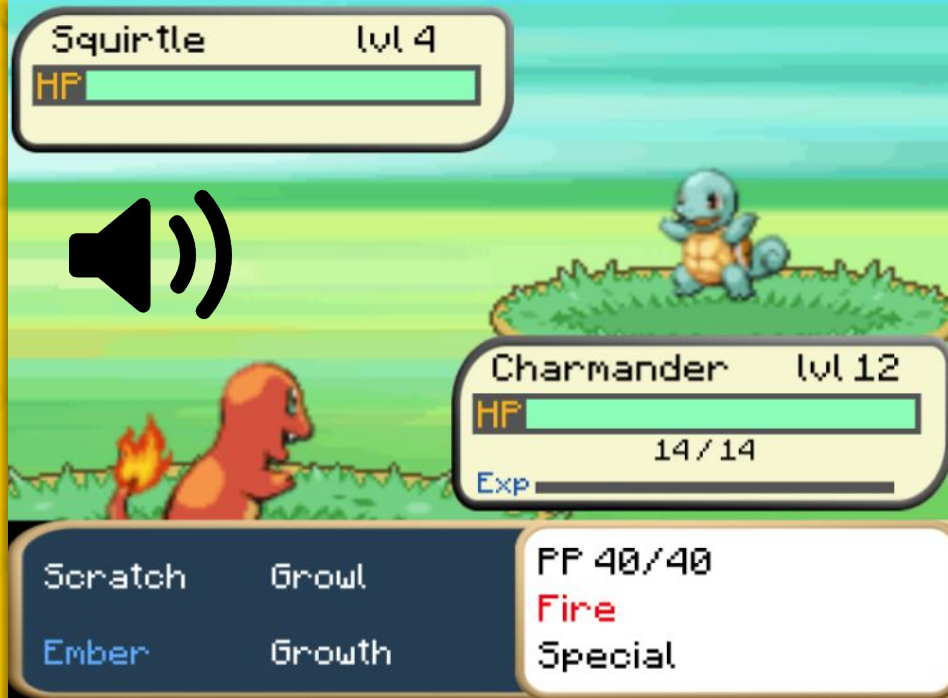 Squirtle lvl 4
HP
Charmander lvl 12
HP
14/14
Exp
Scratch Growl
Ember Growth
PP 40/40
Fire
Special